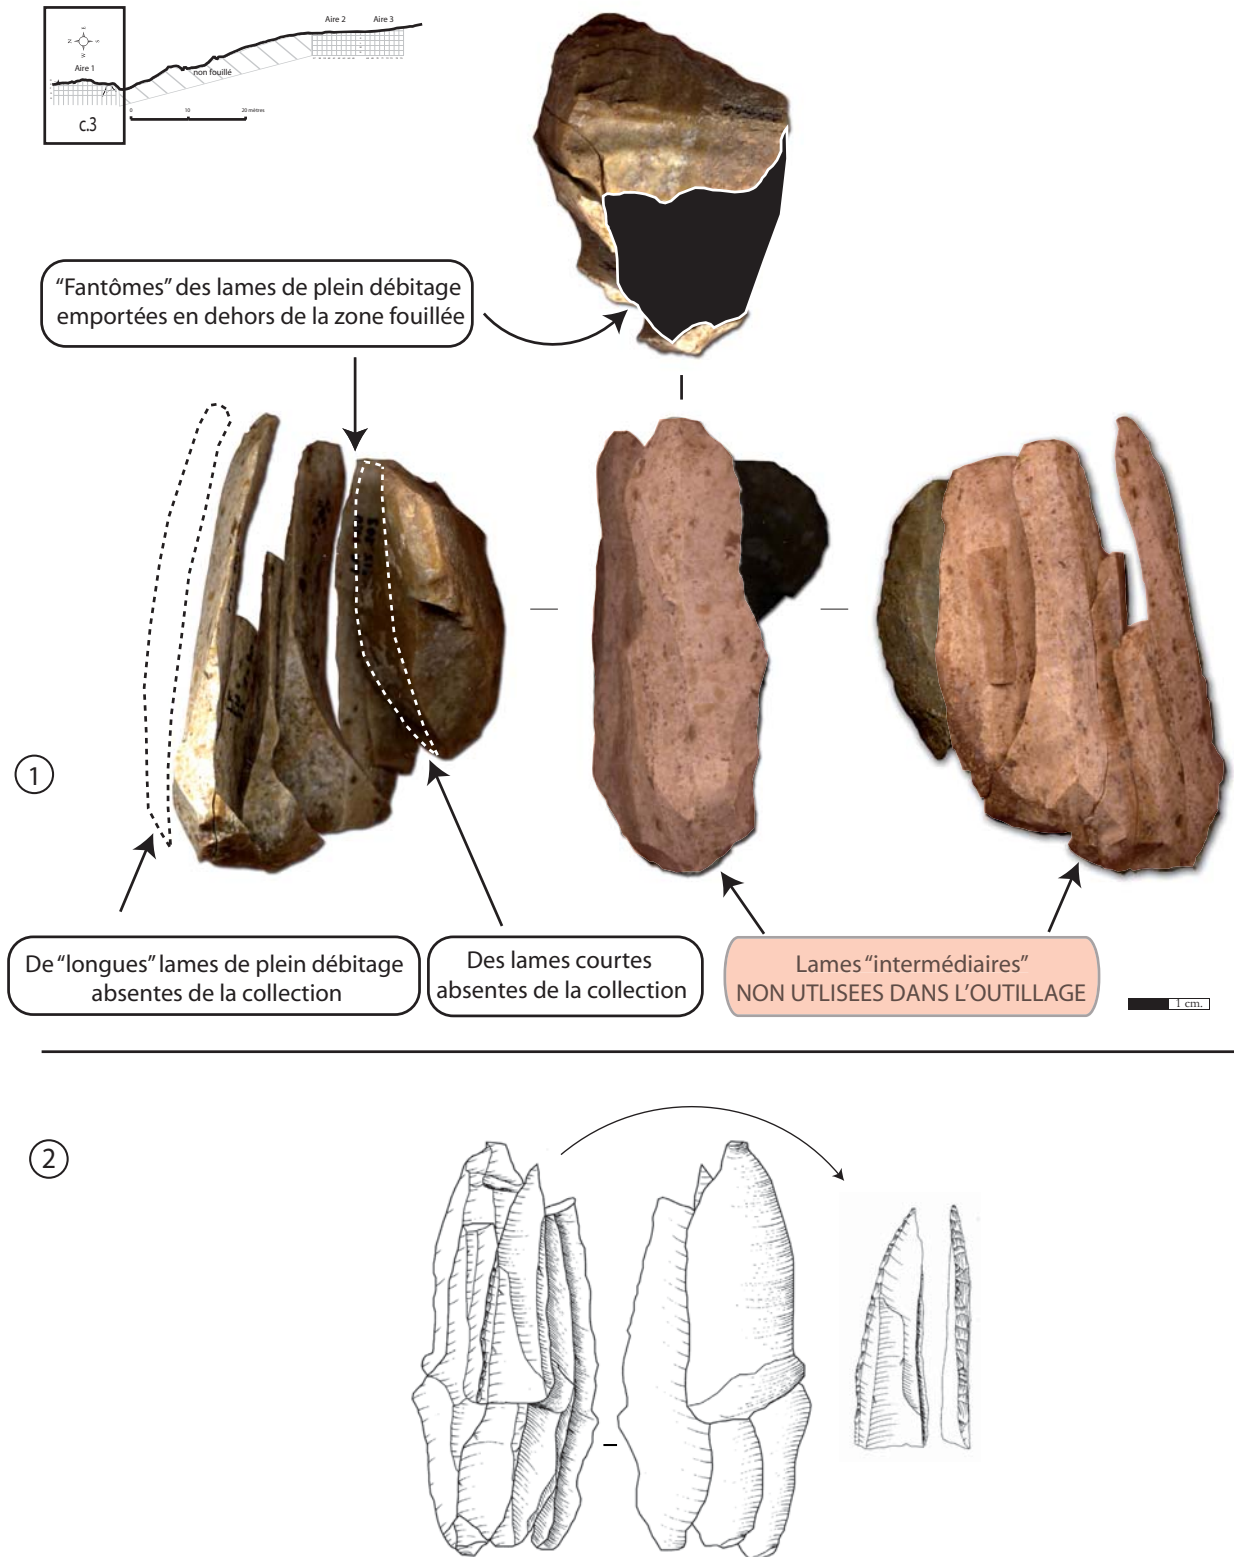 Aire 2 Aire 3
Aire 1
non fouillé
0 10 20 mètres
c.3
“Fantômes” des lames de plein débitage
emportées en dehors de la zone fouillée
1
De “longues” lames de plein débitage
absentes de la collection
Des lames courtes
absentes de la collection
Lames “intermédiaires”
NON UTLISEES DANS L’OUTILLAGE
1 cm.
2